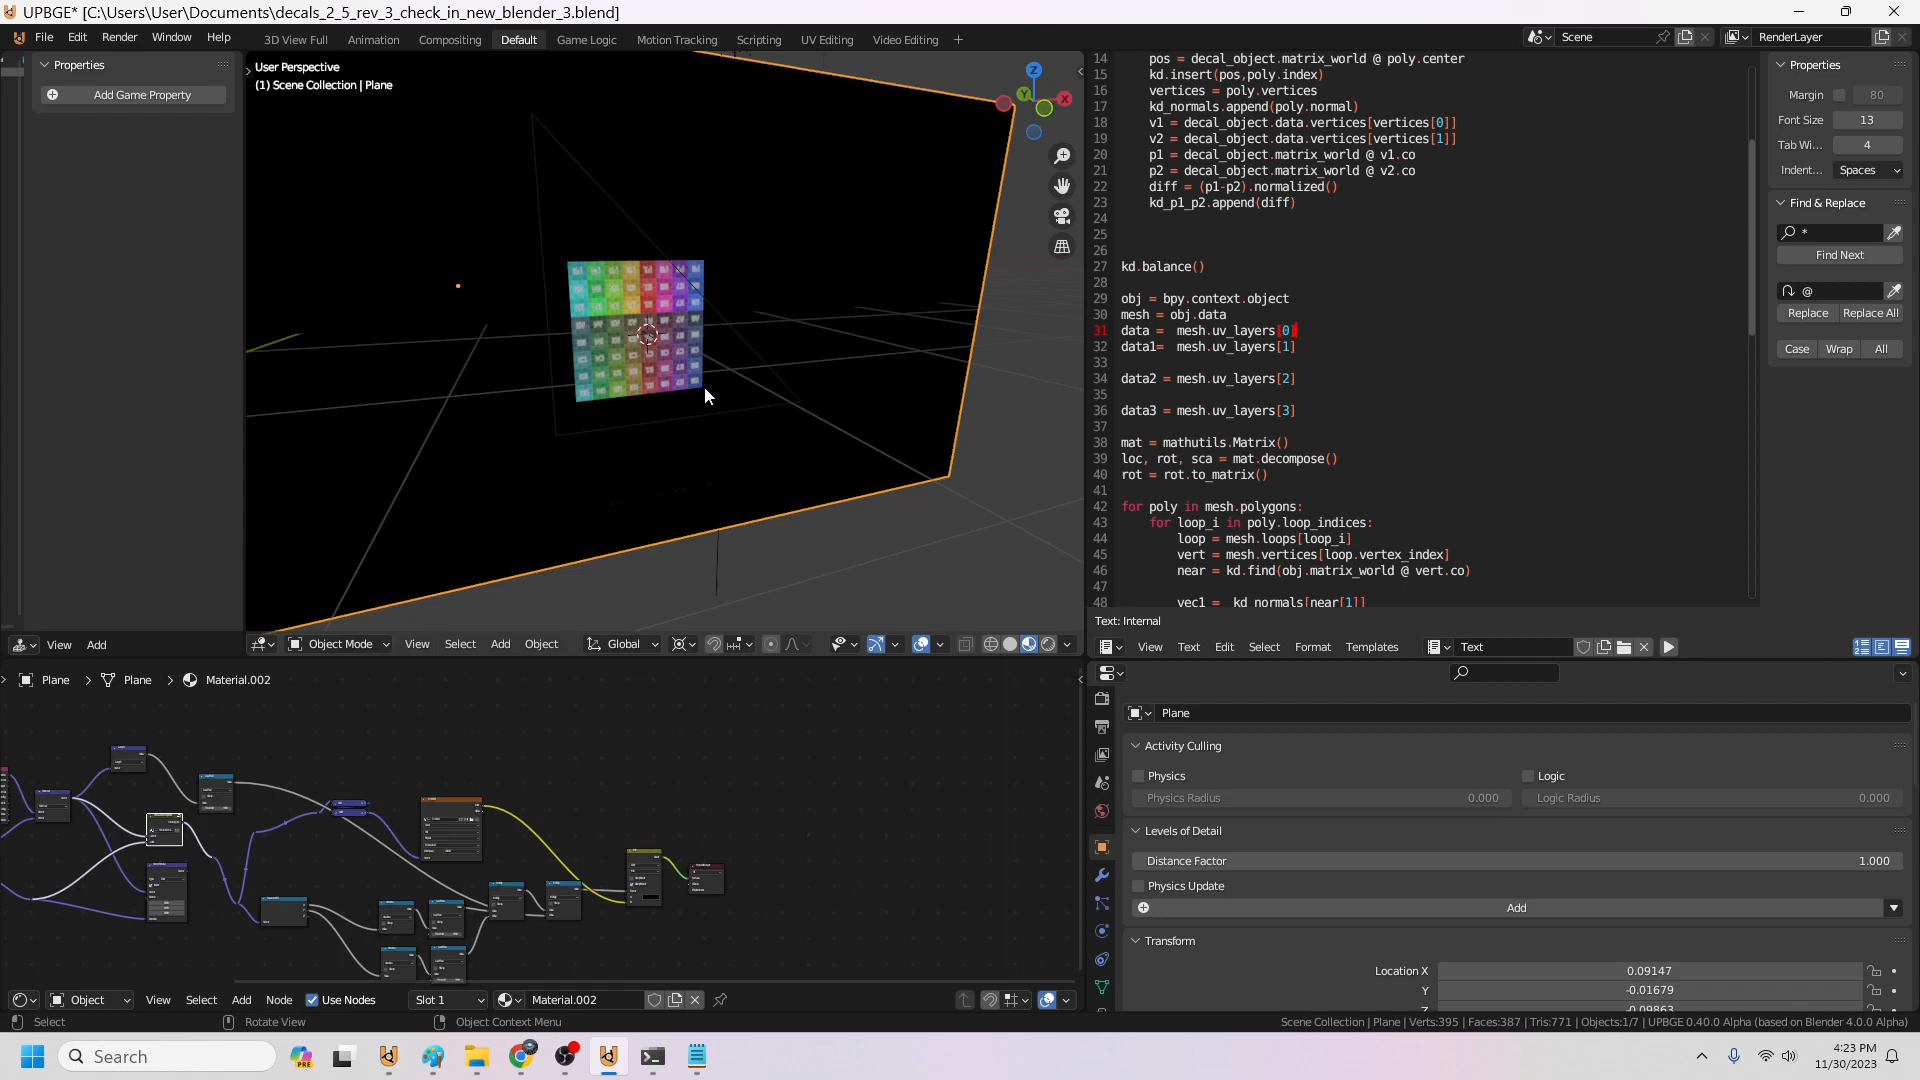 UPBGE* [C:\Users\User\Documents\decals_2_5_rev_3_check_in_new_blender_3.blend]
File Edit Render Window Help
3D View Full Animation Compositing Default Game Logic Motion Tracking Scripting UV Editing Video Editing +
Scene
RenderLayer
Properties
Add Game Property
View Add
User Perspective
(1) Scene Collection | Plane
Z
Y
X
Object Mode View Select Add Object Global
14 pos = decal_object.matrix_world @ poly.center
15 kd.insert(pos,poly.index)
16 vertices = poly.vertices
17 kd_normals.append(poly.normal)
18 v1 = decal_object.data.vertices[vertices[0]]
19 v2 = decal_object.data.vertices[vertices[1]]
20 p1 = decal_object.matrix_world @ v1.co
21 p2 = decal_object.matrix_world @ v2.co
22 diff = (p1-p2).normalized()
23 kd_p1_p2.append(diff)
24
25
26
27 kd.balance()
28
29 obj = bpy.context.object
30 mesh = obj.data
31 data =  mesh.uv_layers[0]
32 data1=  mesh.uv_layers[1]
33
34 data2 = mesh.uv_layers[2]
35
36 data3 = mesh.uv_layers[3]
37
38 mat = mathutils.Matrix()
39 loc, rot, sca = mat.decompose()
40 rot = rot.to_matrix()
41
42 for poly in mesh.polygons:
43 for loop_i in poly.loop_indices:
44 loop = mesh.loops[loop_i]
45 vert = mesh.vertices[loop.vertex_index]
46 near = kd.find(obj.matrix_world @ vert.co)
47
48 vec1 =  kd_normals[near[1]]
Text: Internal
View Text Edit Select Format Templates Text
Properties
Margin 80
Font Size 13
Tab Wi... 4
Indent... Spaces
Find & Replace
*
Find Next
@
Replace Replace All
Case Wrap All
Plane > Plane > Material.002
Object View Select Add Node Use Nodes Slot 1 Material.002
Plane
Activity Culling
Physics Logic
Physics Radius 0.000 Logic Radius 0.000
Levels of Detail
Distance Factor 1.000
Physics Update
Add
Transform
Location X 0.09147
Y -0.01679
Z -0.09863
Select Rotate View Object Context Menu
Scene Collection | Plane | Verts:395 | Faces:387 | Tris:771 | Objects:1/7 | UPBGE 0.40.0 Alpha (based on Blender 4.0.0 Alpha)
Search
PRE
4:23 PM
11/30/2023